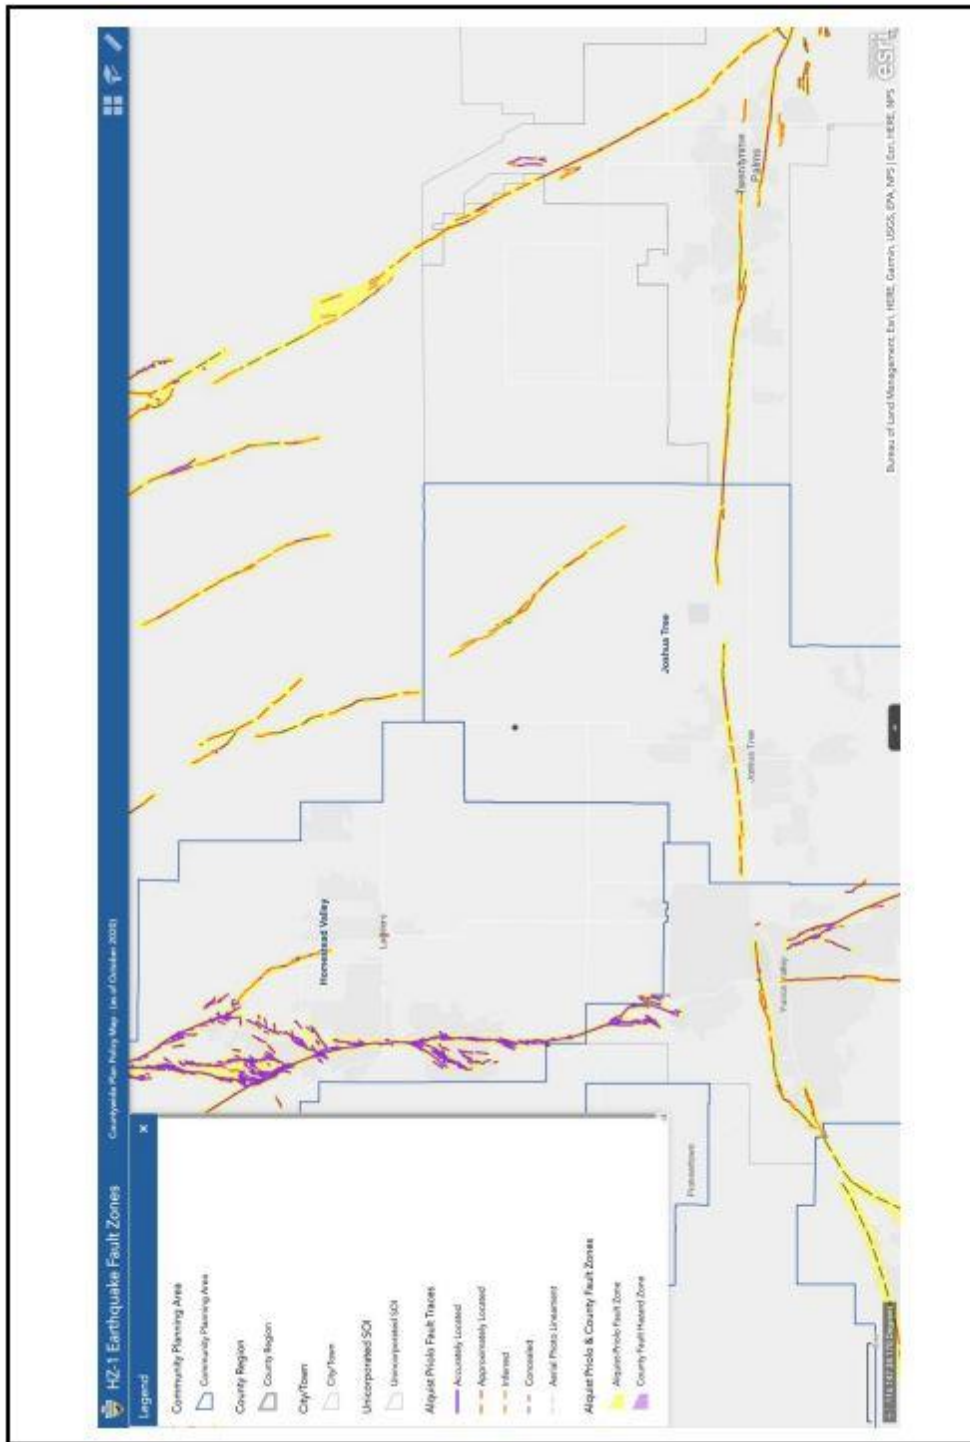 HZ-1 Earthquake Fault Zones
Countywide Plan Policy Map - (as of October 2020)
Legend
×
Community Planning Area
Community Planning Area
County Region
County Region
City/Town
City/Town
Unincorporated SOI
Unincorporated SOI
Alquist Priolo Fault Traces
Accurately Located
Approximately Located
Inferred
Concealed
Aerial Photo Lineament
Alquist Priolo & County Fault Zones
Alquist Priolo Fault Zone
County Fault Hazard Zone
Homestead Valley
Landers
Pioneertown
Yucca Valley
Joshua Tree
Joshua Tree
Twentynine
Palms
Bureau of Land Management, Esri, HERE, Garmin, USGS, EPA, NPS | Esri, HERE, NPS
esri